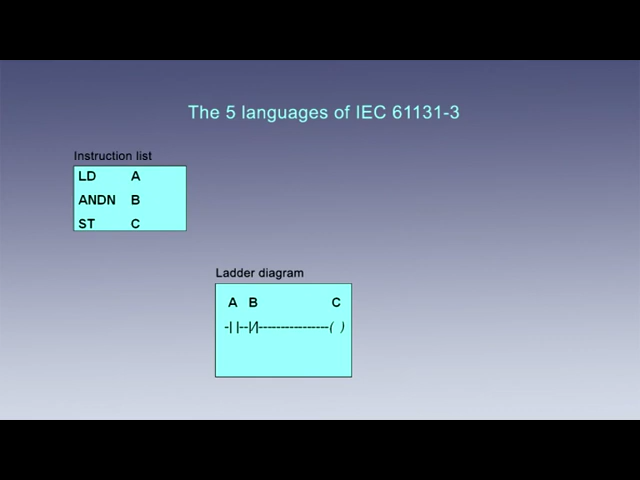 The 5 languages of IEC 61131-3
Instruction list
LD A
ANDN B
ST C
Ladder diagram
A B C
-| |--|/|----------------( )